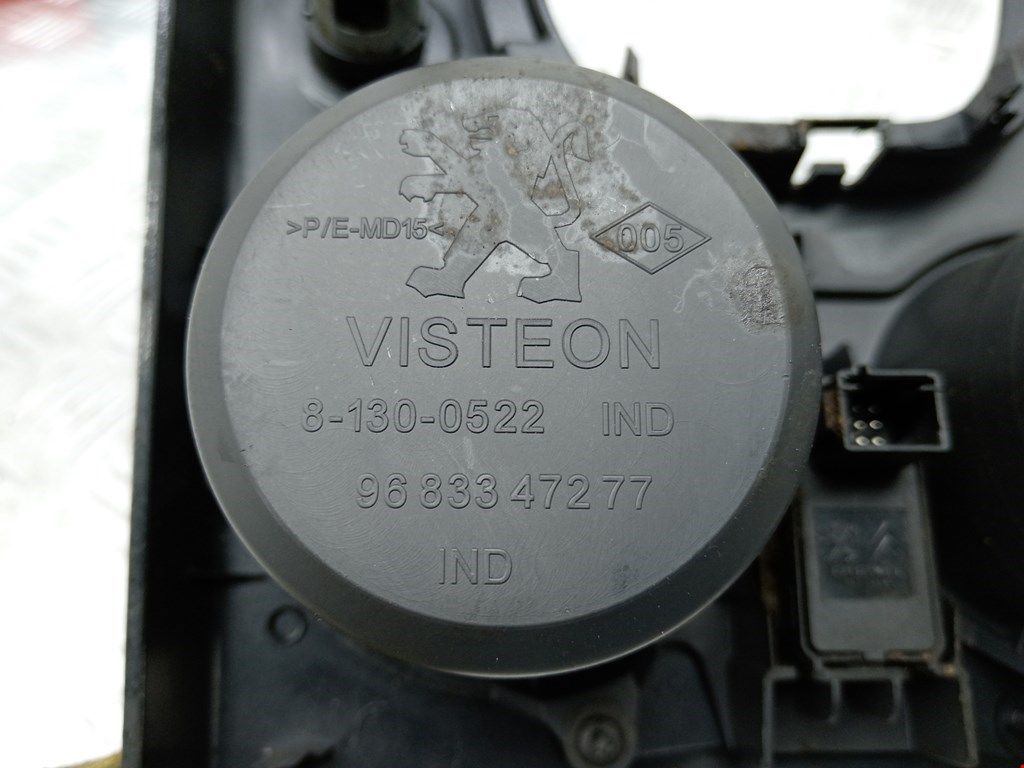 >P/E-MD15<
005
VISTEON
8-130-0522 IND
96 833 472 77
IND